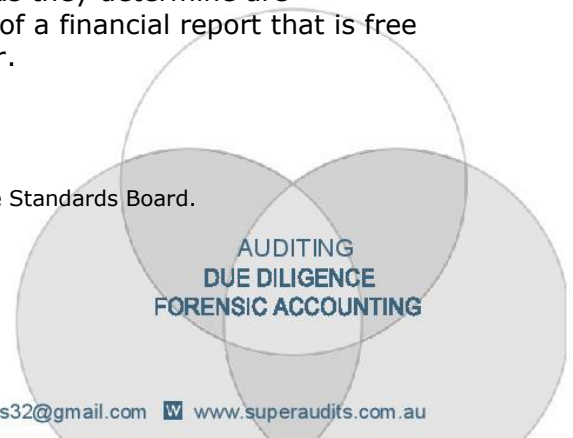 of a financial report that is free
Standards Board.
AUDITING
DUE DILIGENCE
FORENSIC ACCOUNTING
s32@gmail.com W www.superaudits.com.au